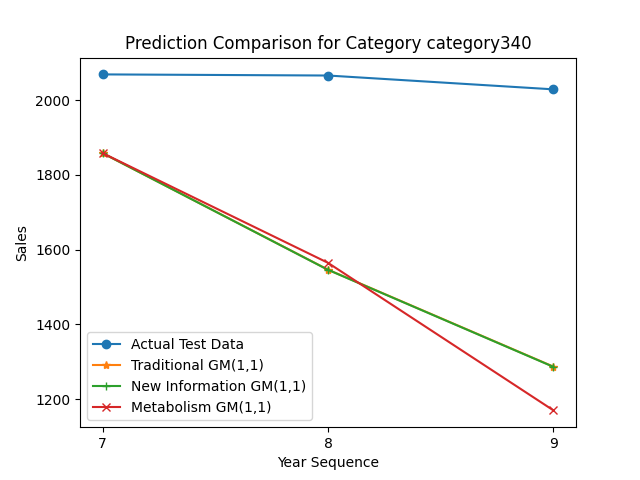 Prediction Comparison for Category category340
Sales
2000
1800
1600
1400
1200
Actual Test Data
Traditional GM(1,1)
New Information GM(1,1)
Metabolism GM(1,1)
7
8
9
Year Sequence